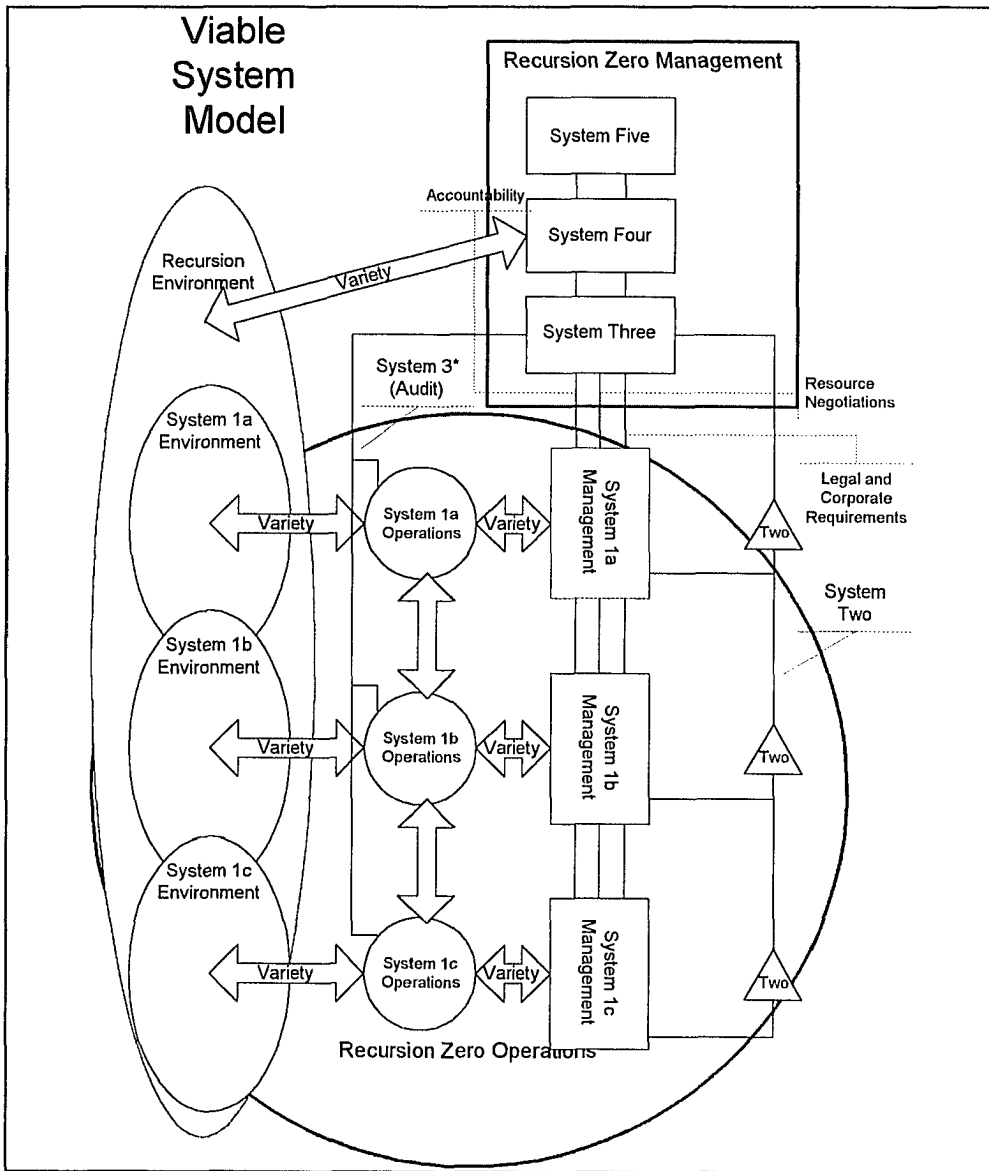 Viable
System
Model
Recursion Zero Management
System Five
Accountability
System Four
Recursion
Environment
Variety
System Three
System 3*
(Audit)
Resource
Negotiations
System 1a
Environment
Legal and
Corporate
Requirements
Variety
System 1a
Operations
Variety
System 1a
Management
Two
System
Two
System 1b
Environment
Variety
System 1b
Operations
Variety
System 1b
Management
Two
System 1c
Environment
Variety
System 1c
Operations
Variety
System 1c
Management
Two
Recursion Zero Operations